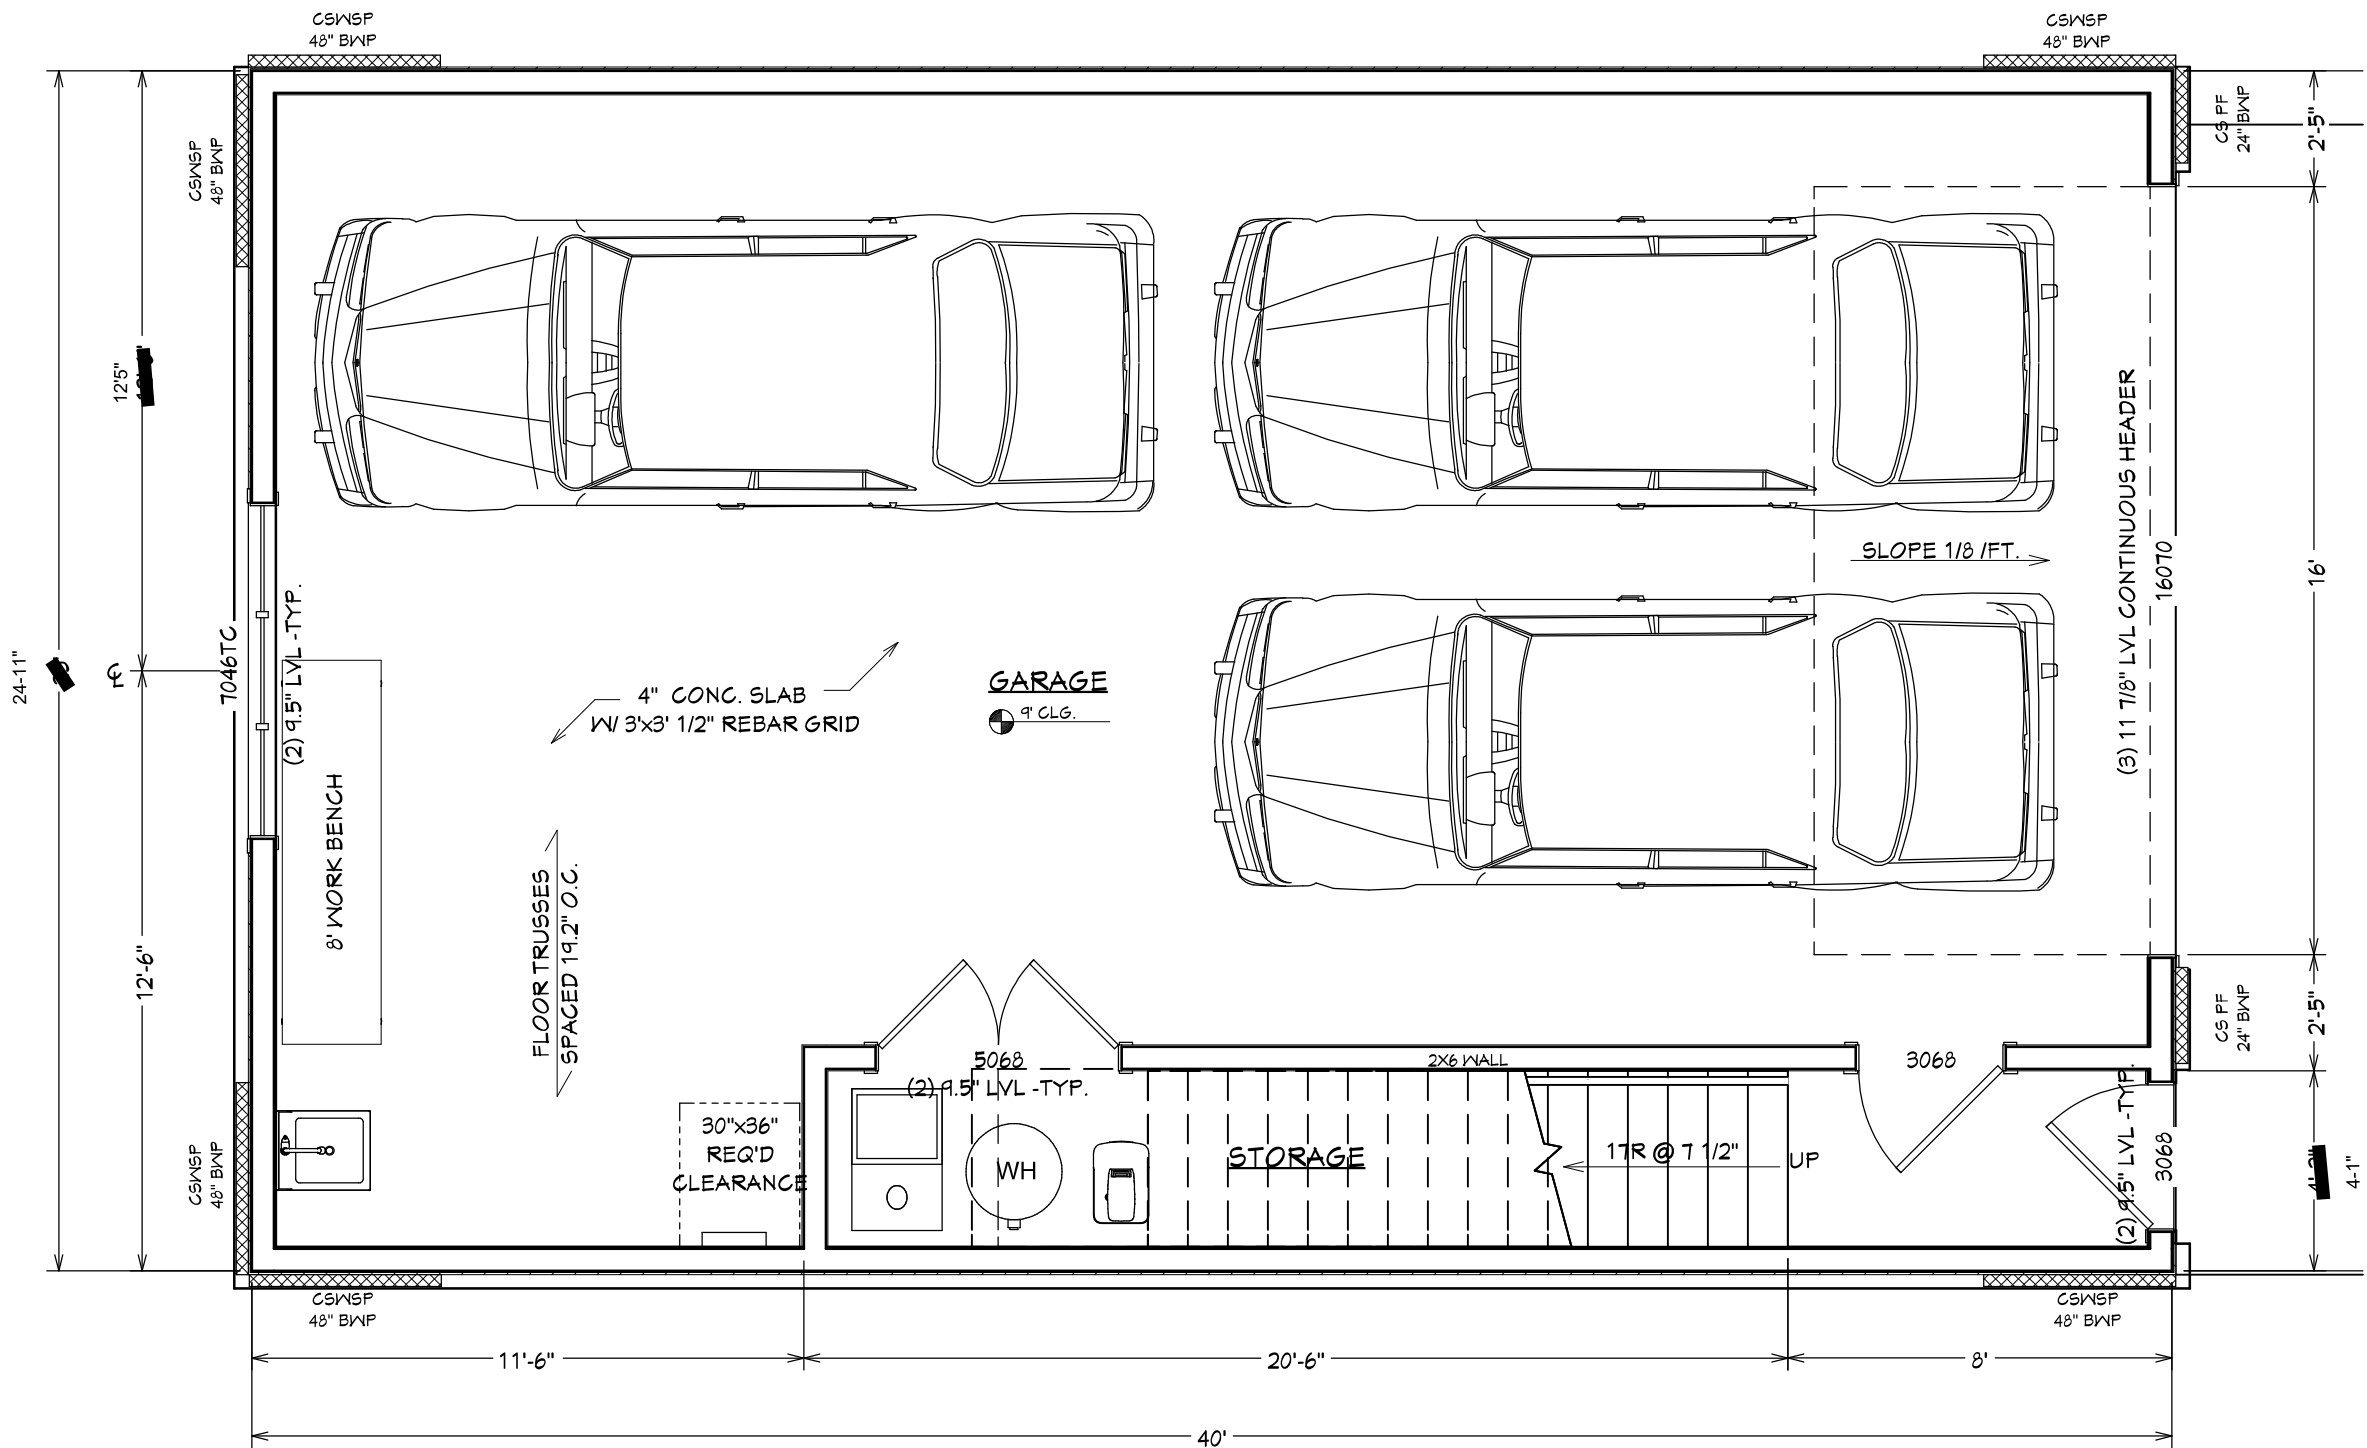 CSWSP
48" BWP
CSWSP
48" BWP
CSWSP
48" BWP
CS PF
24" BWP
2'-5"
12'5"
24-11"
℄
7046TC
(2) 9.5" LVL -TYP.
8' WORK BENCH
12'-6"
4" CONC. SLAB
W/ 3'x3' 1/2" REBAR GRID
GARAGE
9' CLG.
SLOPE 1/8 /FT.
(3) 11 7/8" LVL CONTINUOUS HEADER
16070
16'
FLOOR TRUSSES
SPACED 19.2" O.C.
CS PF
24" BWP
2'-5"
5068
(2) 9.5" LVL -TYP.
2X6 WALL
3068
30"x36"
REQ'D
CLEARANCE
WH
STORAGE
17R @ 7 1/2"
UP
(2) 9.5" LVL -TYP.
3068
4-1"
CSWSP
48" BWP
CSWSP
48" BWP
CSWSP
48" BWP
11'-6"
20'-6"
8'
40'